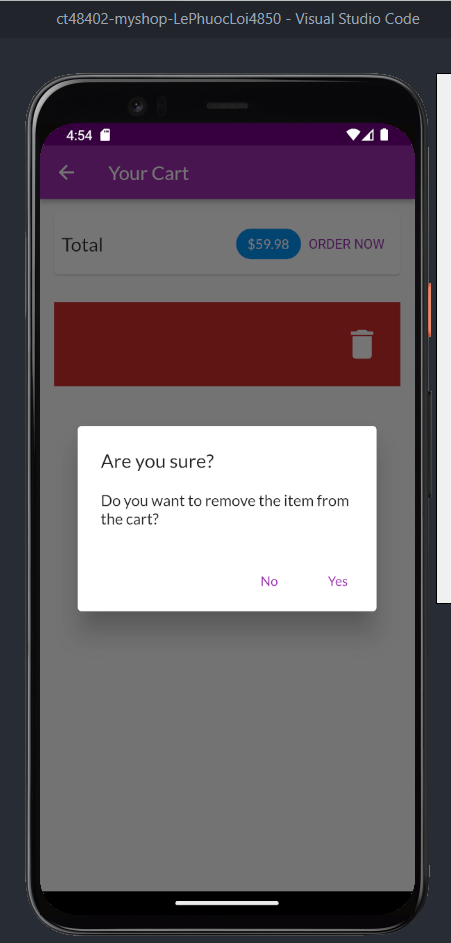 ct48402-myshop-LePhuocLoi4850 - Visual Studio Code
4:54
Your Cart
Total $59.98 ORDER NOW
Are you sure?
Do you want to remove the item from
the cart?
No Yes